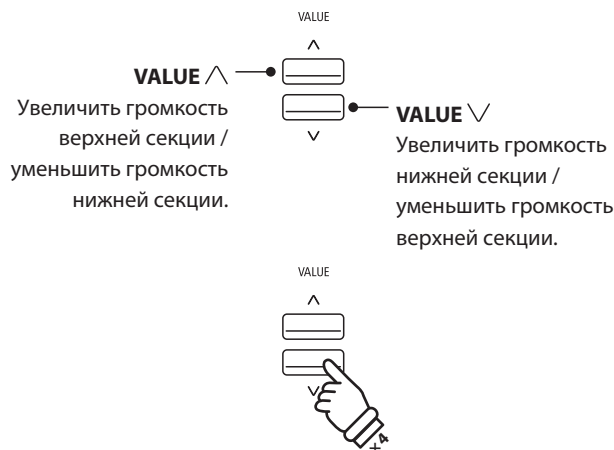 VALUE
VALUE ∧
Увеличить громкость
верхней секции /
уменьшить громкость
нижней секции.
VALUE ∨
Увеличить громкость
нижней секции /
уменьшить громкость
верхней секции.
VALUE
×4